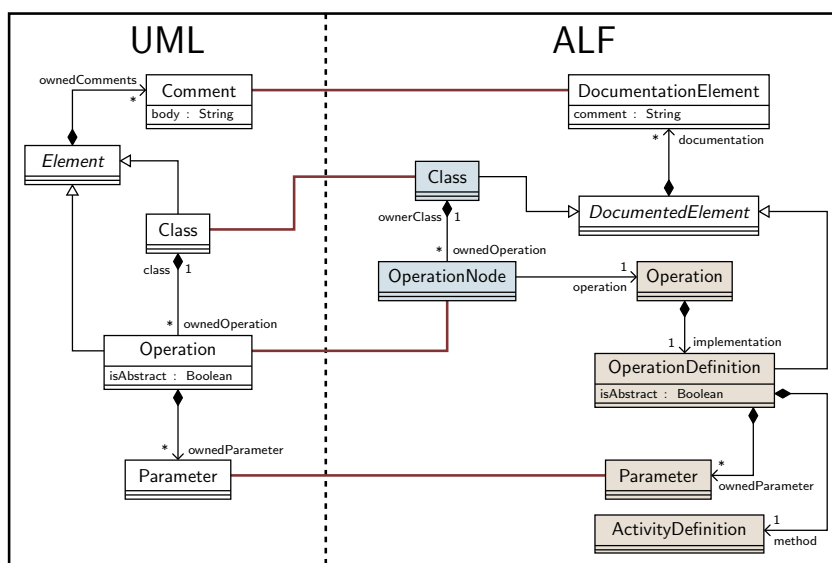 UML
ALF
ownedComments
*
Comment
body : String
DocumentationElement
comment : String
*
documentation
Element
Class
ownerClass
1
DocumentedElement
Class
class
1
*
ownedOperation
OperationNode
1
operation
Operation
*
ownedOperation
Operation
isAbstract : Boolean
1
implementation
OperationDefinition
isAbstract : Boolean
*
ownedParameter
Parameter
*
ownedParameter
Parameter
ActivityDefinition
1
method